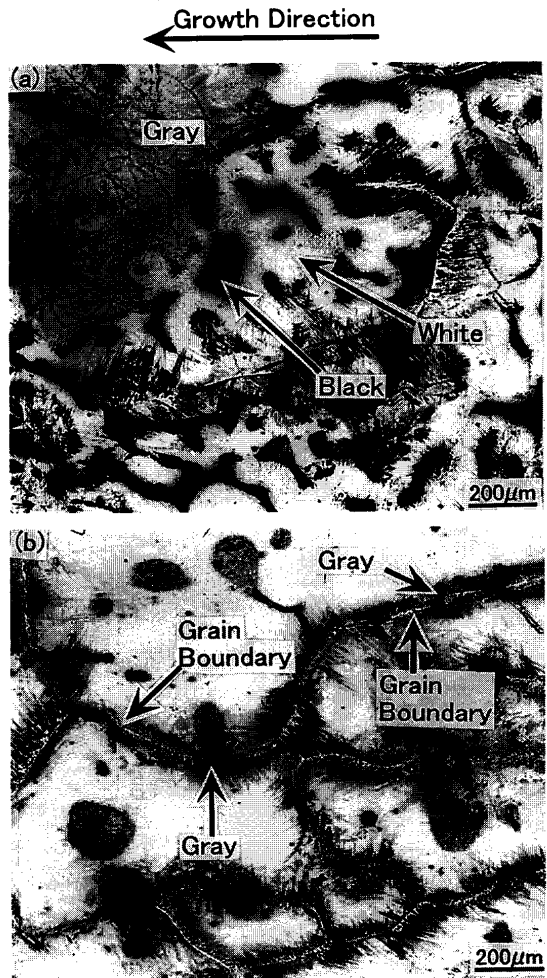 Growth Direction
(a)
Gray
White
Black
200μm
(b)
Gray
Grain
Boundary
Grain
Boundary
Gray
200μm